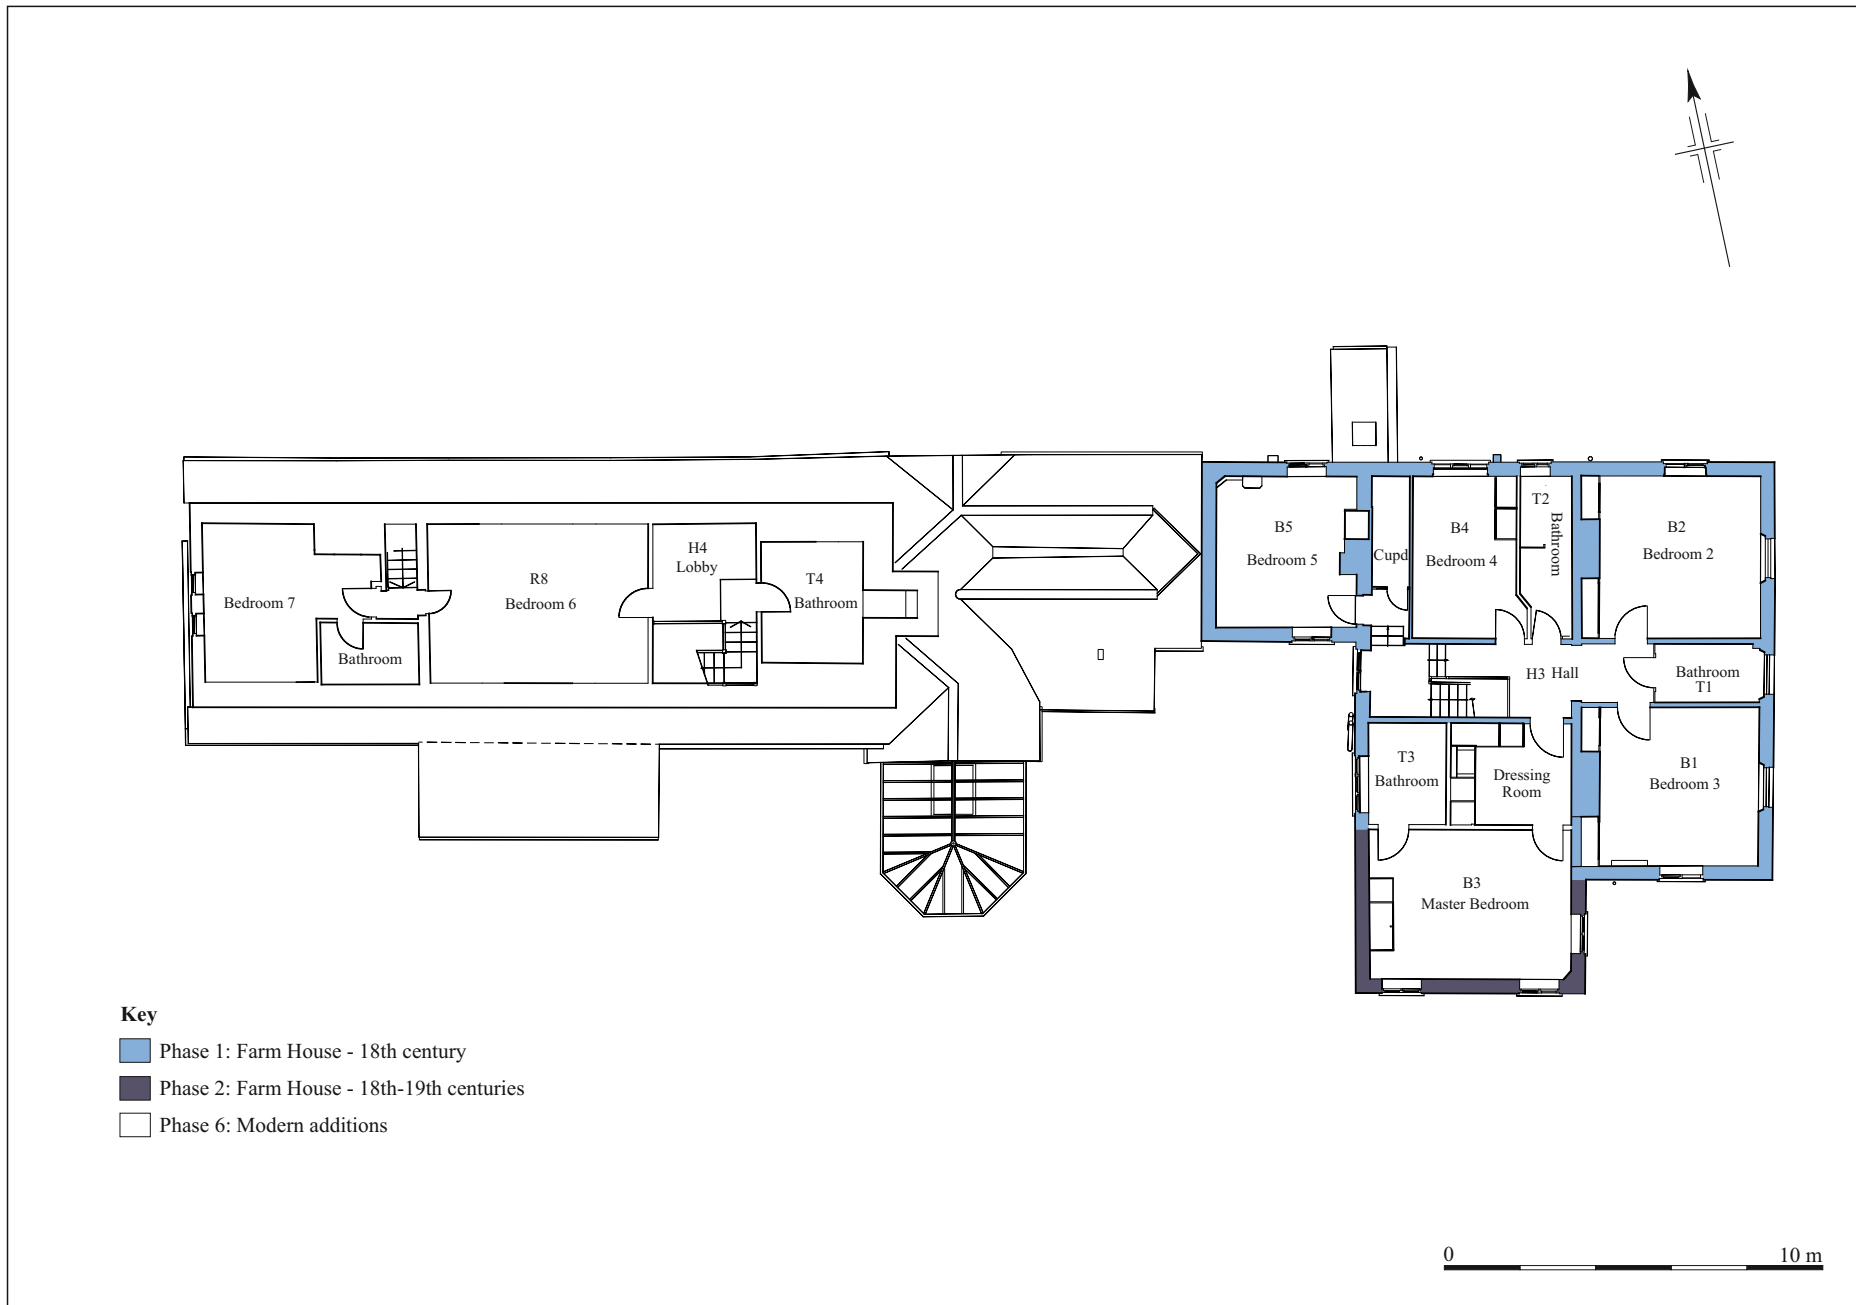 B5
Bedroom 5
Cupd
B4
Bedroom 4
T2
Bathroom
B2
Bedroom 2
H4
Lobby
R8
Bedroom 6
T4
Bathroom
Bedroom 7
Bathroom
H3 Hall
Bathroom
T1
T3
Bathroom
Dressing
Room
B1
Bedroom 3
B3
Master Bedroom
Key
Phase 1: Farm House - 18th century
Phase 2: Farm House - 18th-19th centuries
Phase 6: Modern additions
0 10 m